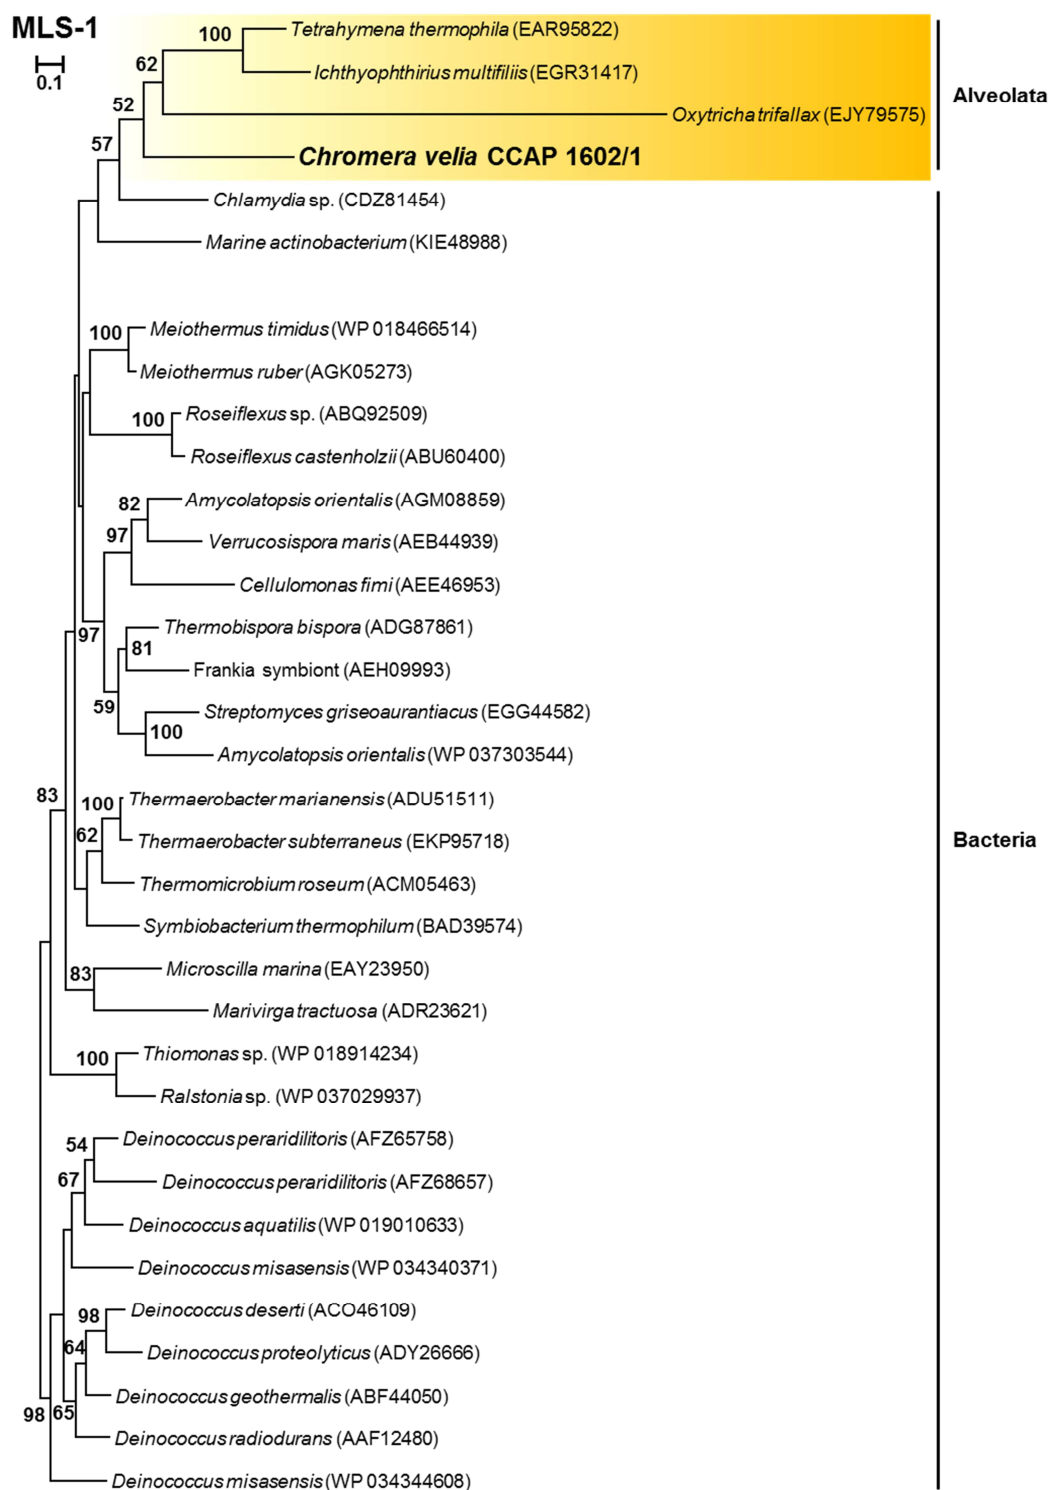 MLS-1
0.1
100
Tetrahymena thermophila (EAR95822)
62
Ichthyophthirius multifiliis (EGR31417)
Alveolata
52
Oxytricha trifallax (EJY79575)
57
Chromera velia CCAP 1602/1
Chlamydia sp. (CDZ81454)
Marine actinobacterium (KIE48988)
100
Meiothermus timidus (WP 018466514)
Meiothermus ruber (AGK05273)
100
Roseiflexus sp. (ABQ92509)
Roseiflexus castenholzii (ABU60400)
82
Amycolatopsis orientalis (AGM08859)
97
Verrucosispora maris (AEB44939)
Cellulomonas fimi (AEE46953)
97
Thermobispora bispora (ADG87861)
81
Frankia symbiont (AEH09993)
59
Streptomyces griseoaurantiacus (EGG44582)
100
Amycolatopsis orientalis (WP 037303544)
83
100
Thermaerobacter marianensis (ADU51511)
62
Thermaerobacter subterraneus (EKP95718)
Bacteria
Thermomicrobium roseum (ACM05463)
Symbiobacterium thermophilum (BAD39574)
83
Microscilla marina (EAY23950)
Marivirga tractuosa (ADR23621)
100
Thiomonas sp. (WP 018914234)
Ralstonia sp. (WP 037029937)
54
Deinococcus peraridilitoris (AFZ65758)
67
Deinococcus peraridilitoris (AFZ68657)
Deinococcus aquatilis (WP 019010633)
Deinococcus misasensis (WP 034340371)
98
Deinococcus deserti (ACO46109)
64
Deinococcus proteolyticus (ADY26666)
Deinococcus geothermalis (ABF44050)
98
65
Deinococcus radiodurans (AAF12480)
Deinococcus misasensis (WP 034344608)